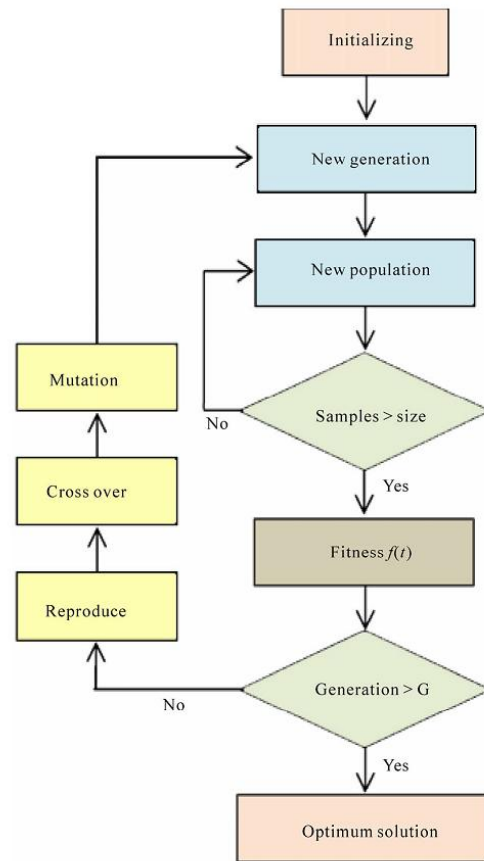 Initializing
New generation
New population
Mutation
Samples > size
No
Yes
Cross over
Fitness f(t)
Reproduce
Generation > G
No
Yes
Optimum solution